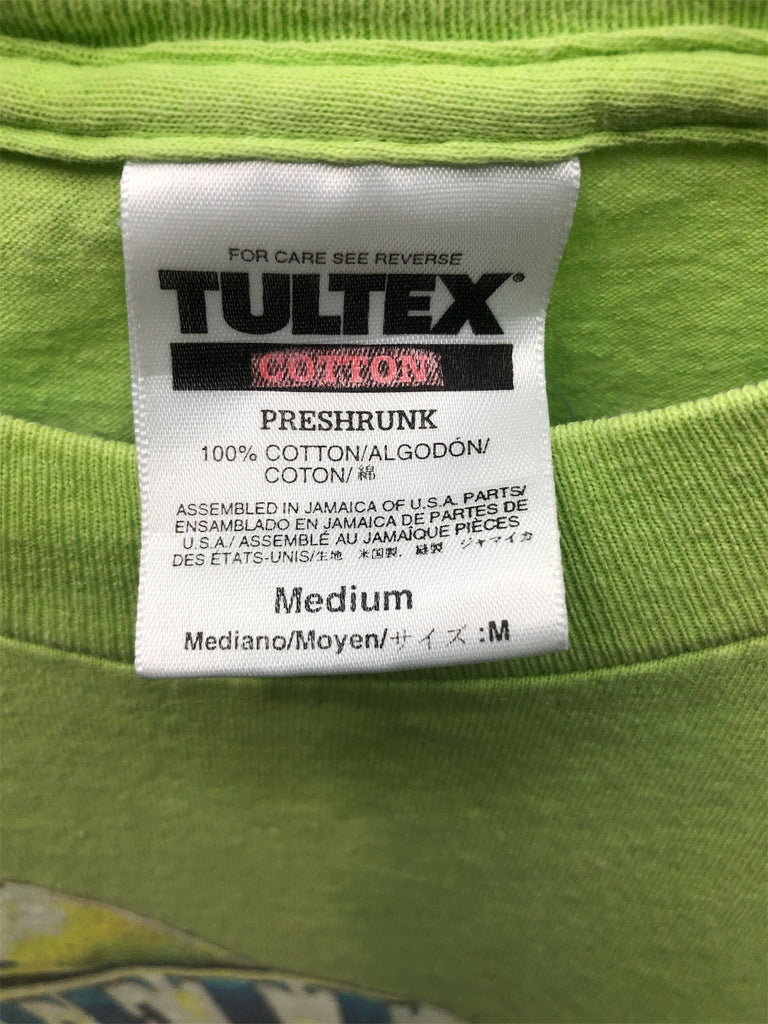 FOR CARE SEE REVERSE
TULTEX®
COTTON
PRESHRUNK
100% COTTON/ALGODÓN/
COTON/ 綿
ASSEMBLED IN JAMAICA OF U.S.A. PARTS/
ENSAMBLADO EN JAMAICA DE PARTES DE
U.S.A./ ASSEMBLÉ AU JAMAÏQUE PIÈCES
DES ÉTATS-UNIS/生地 米国製. 縫製 ジャマイカ
Medium
Mediano/Moyen/サイズ :M